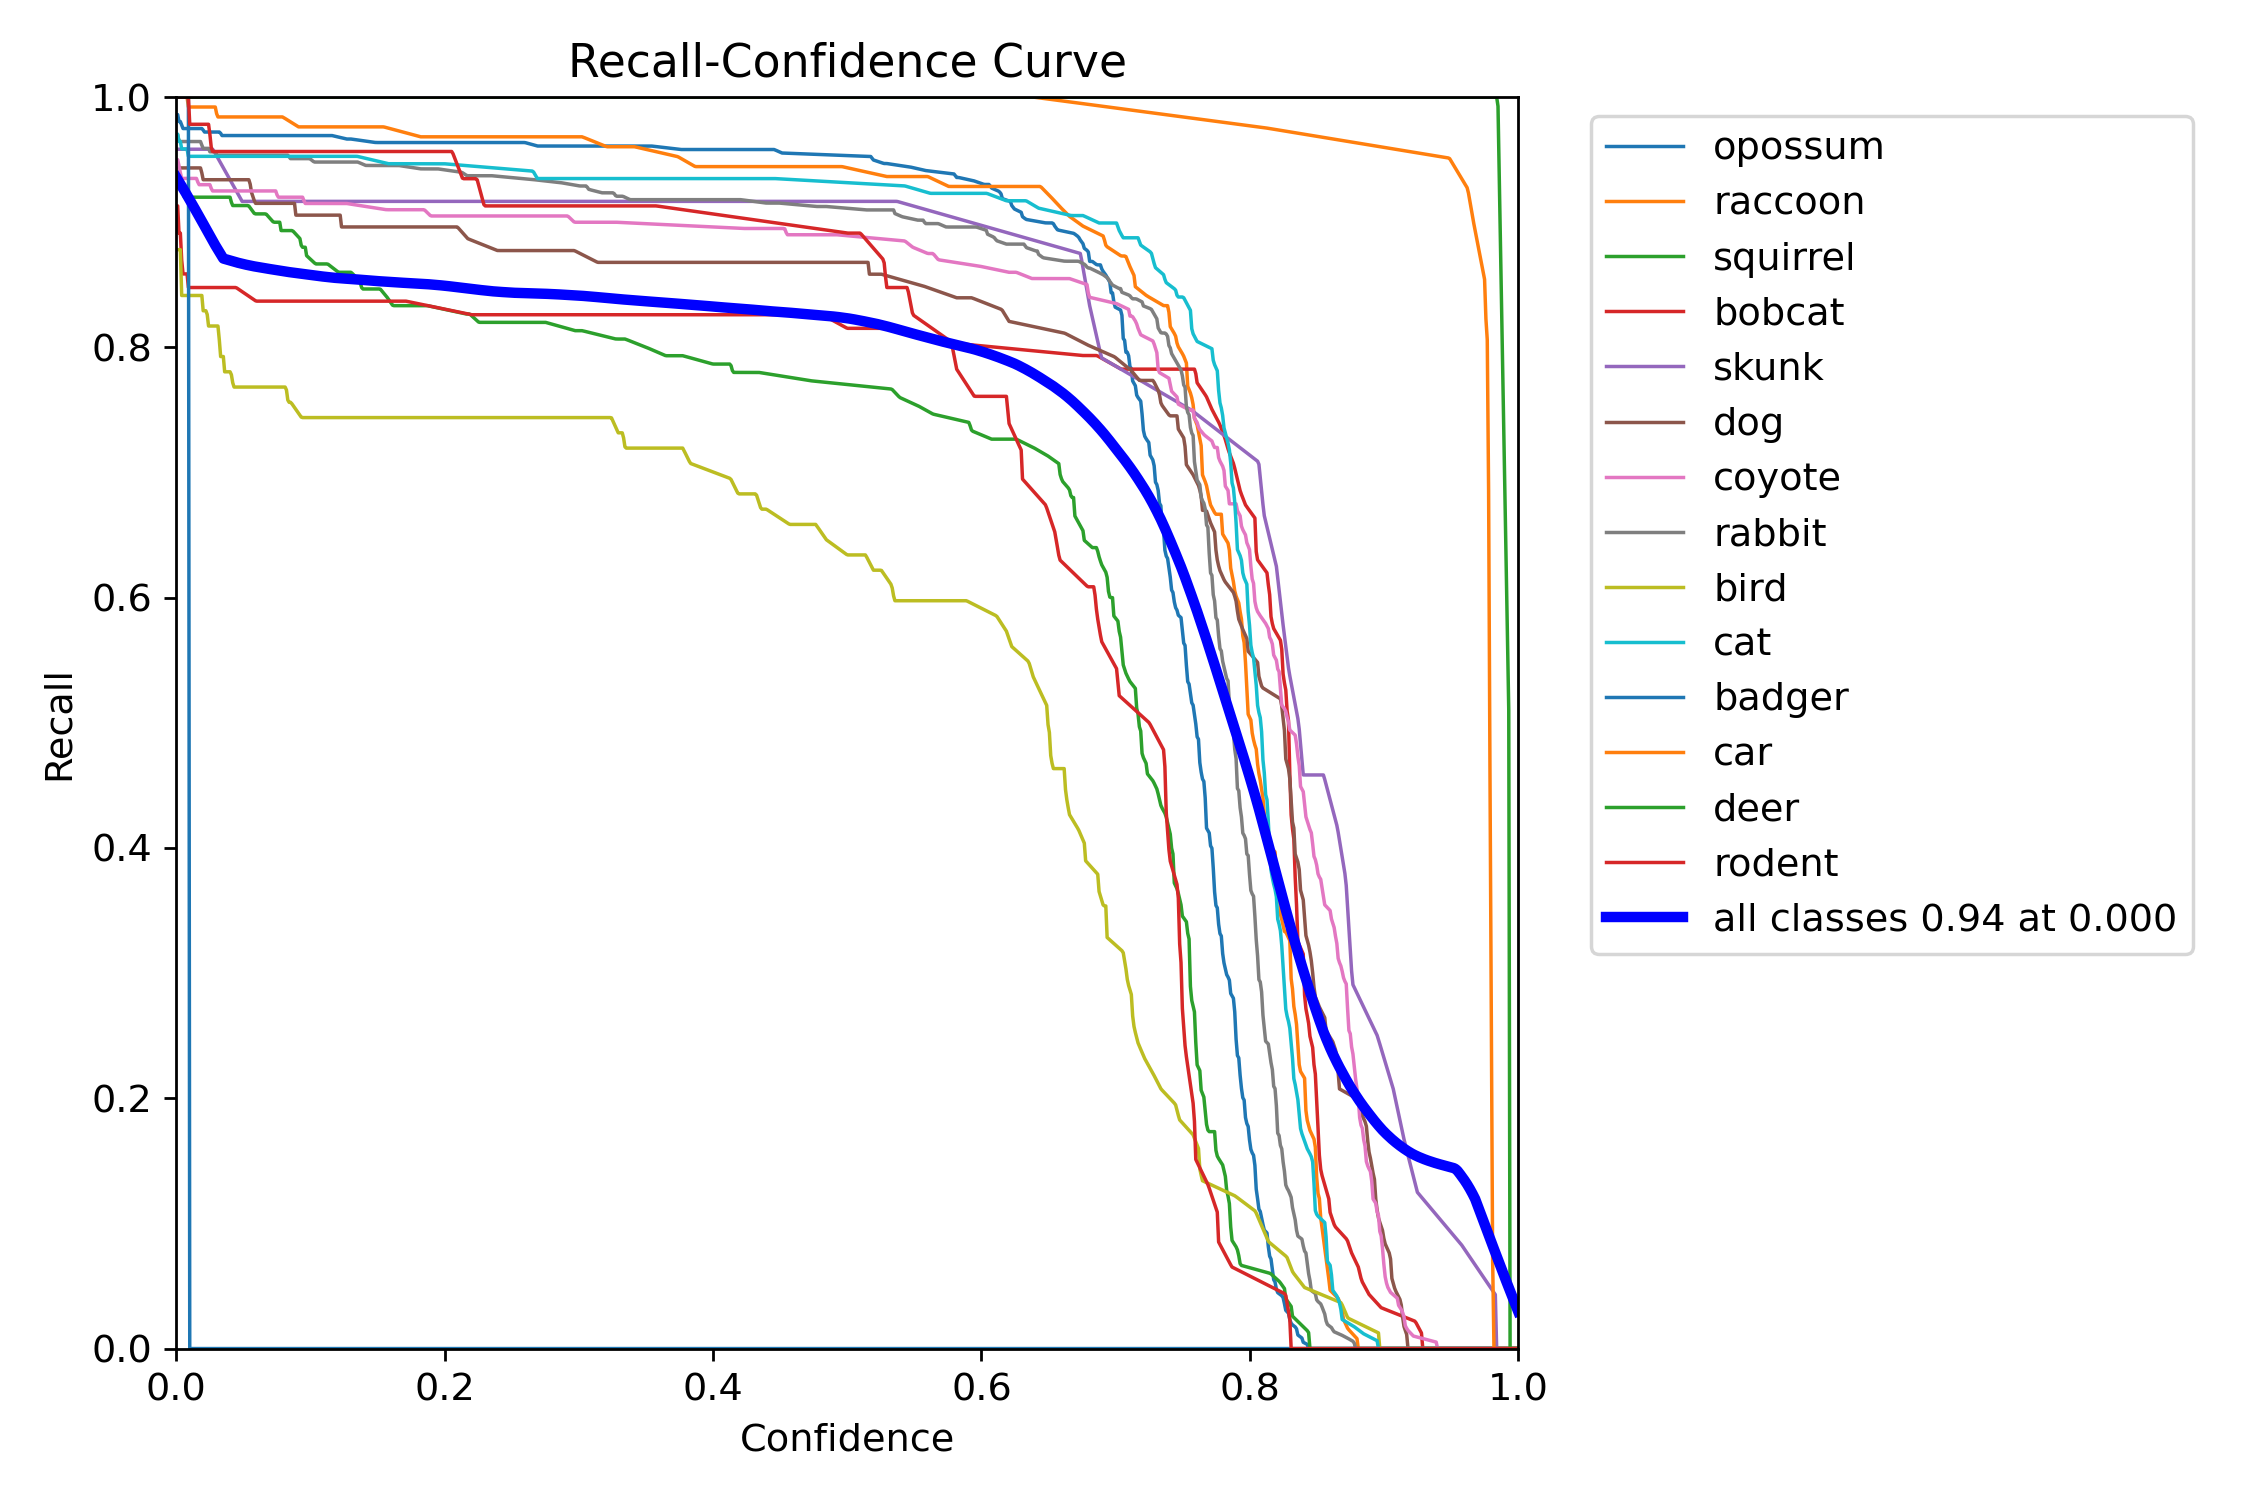 Recall-Confidence Curve
1.0
0.8
0.6
0.4
0.2
0.0
Recall
0.0 0.2 0.4 0.6 0.8 1.0
Confidence
opossum
raccoon
squirrel
bobcat
skunk
dog
coyote
rabbit
bird
cat
badger
car
deer
rodent
all classes 0.94 at 0.000